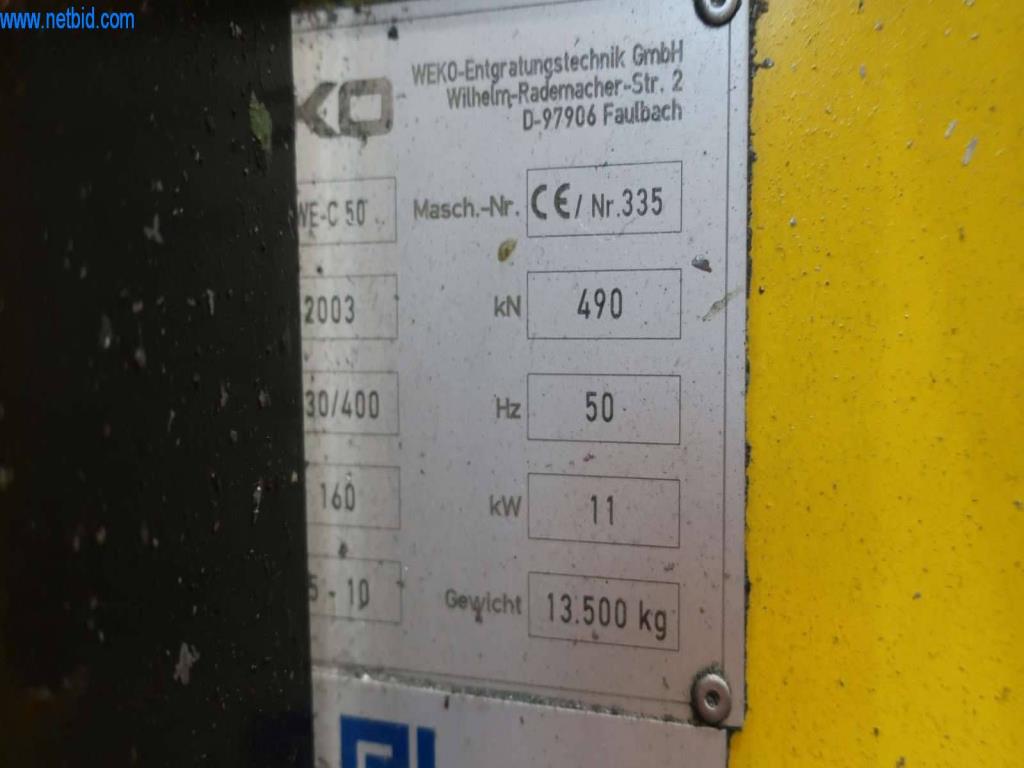 www.netbid.com
KO
WEKO-Entgratungstechnik GmbH
Wilhelm-Rademacher-Str. 2
D-97906 Faulbach
WE-C 50
Masch.-Nr. CE / Nr.335
2003 kN 490
30/400 Hz 50
160 kW 11
5 - 10 Gewicht 13.500 kg